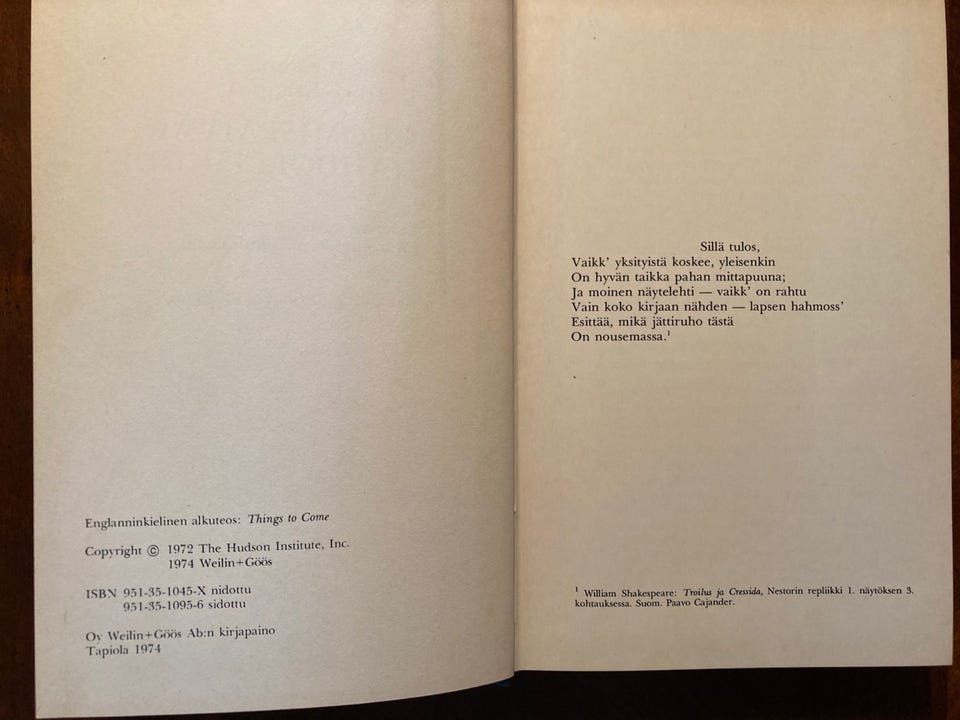 Englanninkielinen alkuteos: Things to Come
Copyright © 1972 The Hudson Institute, Inc.
1974 Weilin+Göös
ISBN 951-35-1045-X nidottu
951-35-1095-6 sidottu
Oy Weilin+Göös Ab:n kirjapaino
Tapiola 1974
Sillä tulos,
Vaikk’ yksityistä koskee, yleisenkin
On hyvän taikka pahan mittapuuna;
Ja moinen näytelehti — vaikk’ on rahtu
Vain koko kirjaan nähden — lapsen hahmoss’
Esittää, mikä jättiruho tästä
On nousemassa.¹
¹ William Shakespeare: Troilus ja Cressida, Nestorin repliikki 1. näytöksen 3.
kohtauksessa. Suom. Paavo Cajander.